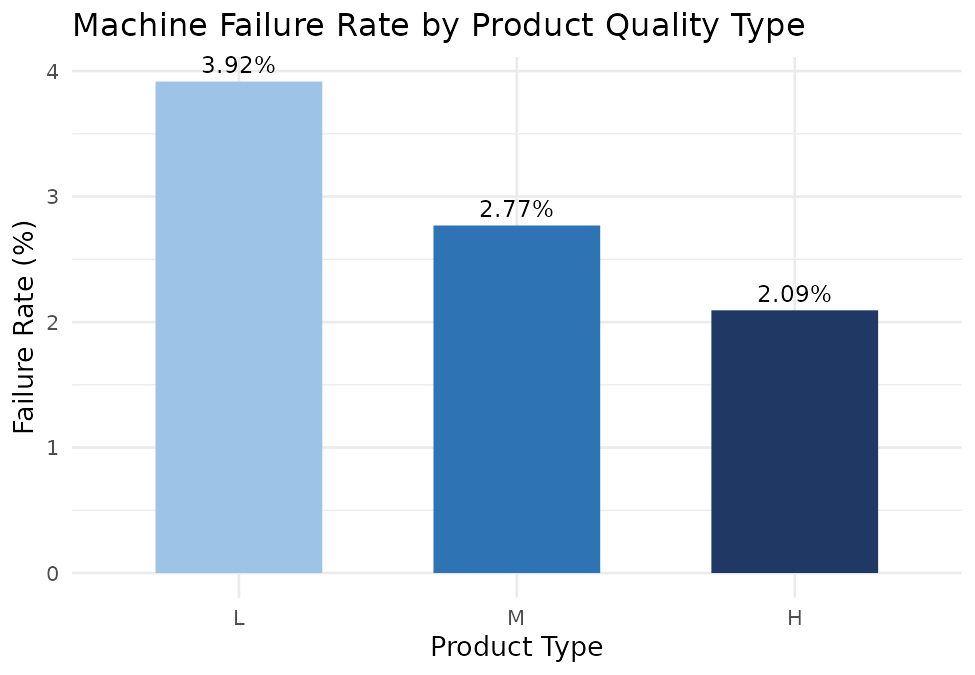 Machine Failure Rate by Product Quality Type
3.92%
2.77%
2.09%
4
3
2
1
0
Failure Rate (%)
L
M
H
Product Type